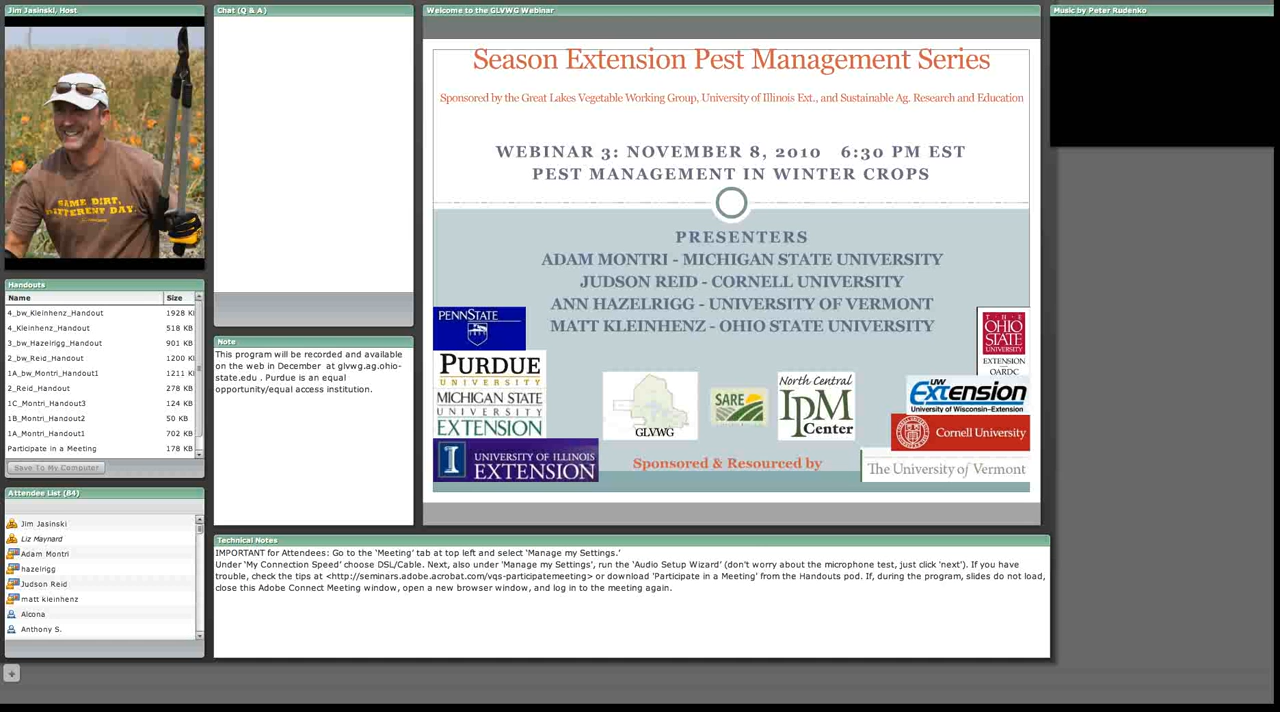 Jim Jasinski, Host
SAME DIRT,
DIFFERENT DAY.
Handouts
Name Size
4_bw_Kleinhenz_Handout 1928 K
4_Kleinhenz_Handout 518 KB
3_bw_Hazelrigg_Handout 901 KB
2_bw_Reid_Handout 1200 K
1A_bw_Montri_Handout1 1211 K
2_Reid_Handout 278 KB
1C_Montri_Handout3 124 KB
1B_Montri_Handout2 50 KB
1A_Montri_Handout1 702 KB
Participate in a Meeting 178 KB
Save To My Computer
Attendee List (84)
Jim Jasinski
Liz Maynard
Adam Montri
hazelrigg
Judson Reid
matt kleinhenz
Alcona
Anthony S.
Chat (Q & A)
Note
This program will be recorded and available
on the web in December at glvwg.ag.ohio-
state.edu . Purdue is an equal
opportunity/equal access institution.
Welcome to the GLVWG Webinar
Season Extension Pest Management Series
Sponsored by the Great Lakes Vegetable Working Group, University of Illinois Ext., and Sustainable Ag. Research and Education
WEBINAR 3: NOVEMBER 8, 2010 6:30 PM EST
PEST MANAGEMENT IN WINTER CROPS
PRESENTERS
ADAM MONTRI - MICHIGAN STATE UNIVERSITY
JUDSON REID - CORNELL UNIVERSITY
ANN HAZELRIGG - UNIVERSITY OF VERMONT
MATT KLEINHENZ - OHIO STATE UNIVERSITY
PENNSTATE
PURDUE
UNIVERSITY
MICHIGAN STATE
UNIVERSITY
EXTENSION
I UNIVERSITY OF ILLINOIS
EXTENSION
GLVWG
SARE
North Central
IPM
Center
Sponsored & Resourced by
THE
OHIO
STATE
UNIVERSITY
EXTENSION
OARDC
UW
Extension
University of Wisconsin-Extension
Cornell University
The University of Vermont
Technical Notes
IMPORTANT for Attendees: Go to the 'Meeting' tab at top left and select 'Manage my Settings.'
Under 'My Connection Speed' choose DSL/Cable. Next, also under 'Manage my Settings', run the 'Audio Setup Wizard' (don't worry about the microphone test, just click 'next'). If you have
trouble, check the tips at <http://seminars.adobe.acrobat.com/vqs-participatemeeting> or download 'Participate in a Meeting' from the Handouts pod. If, during the program, slides do not load,
close this Adobe Connect Meeting window, open a new browser window, and log in to the meeting again.
Music by Peter Rudenko